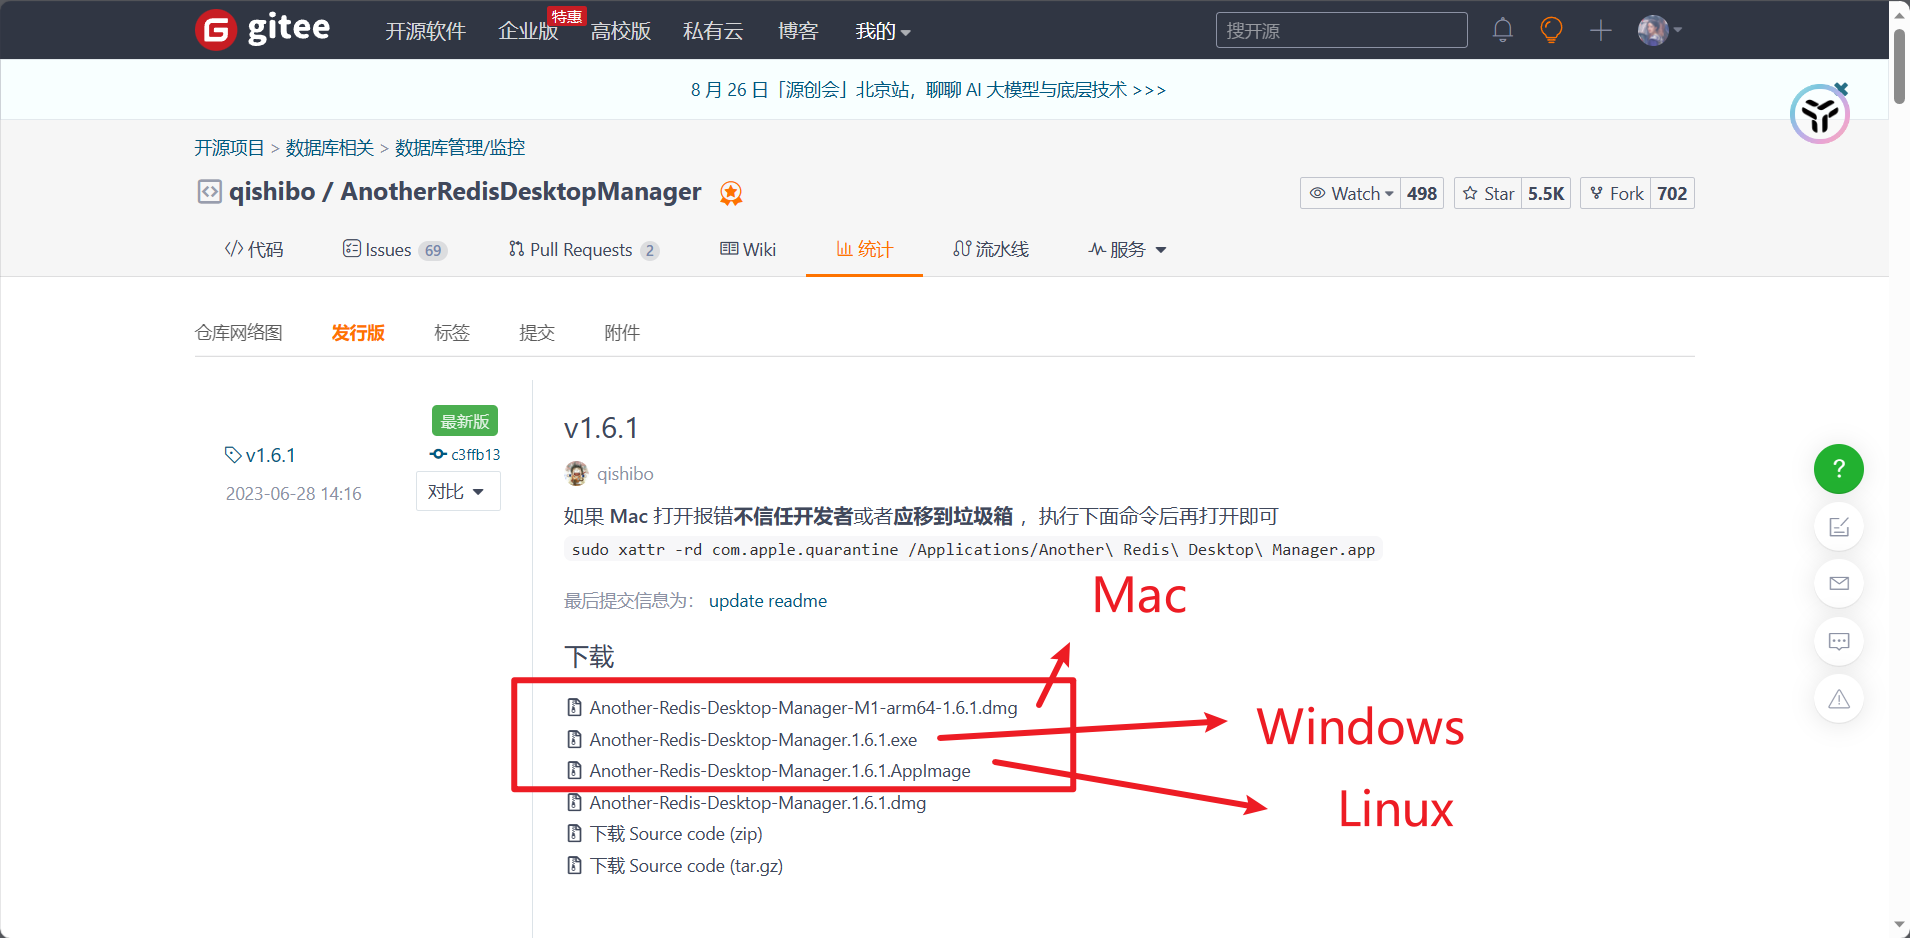 gitee
开源软件
企业版
特惠
高校版
私有云
博客
我的
搜开源
8 月 26 日「源创会」北京站，聊聊 AI 大模型与底层技术 >>>
开源项目 > 数据库相关 > 数据库管理/监控
qishibo / AnotherRedisDesktopManager
Watch 498
Star 5.5K
Fork 702
代码
Issues 69
Pull Requests 2
Wiki
统计
流水线
服务
仓库网络图
发行版
标签
提交
附件
最新版
v1.6.1
c3ffb13
2023-06-28 14:16
对比
v1.6.1
qishibo
如果 Mac 打开报错不信任开发者或者应移到垃圾箱 ，执行下面命令后再打开即可
sudo xattr -rd com.apple.quarantine /Applications/Another\ Redis\ Desktop\ Manager.app
最后提交信息为： update readme
Mac
下载
Another-Redis-Desktop-Manager-M1-arm64-1.6.1.dmg
Another-Redis-Desktop-Manager.1.6.1.exe
Windows
Another-Redis-Desktop-Manager.1.6.1.AppImage
Linux
Another-Redis-Desktop-Manager.1.6.1.dmg
下载 Source code (zip)
下载 Source code (tar.gz)